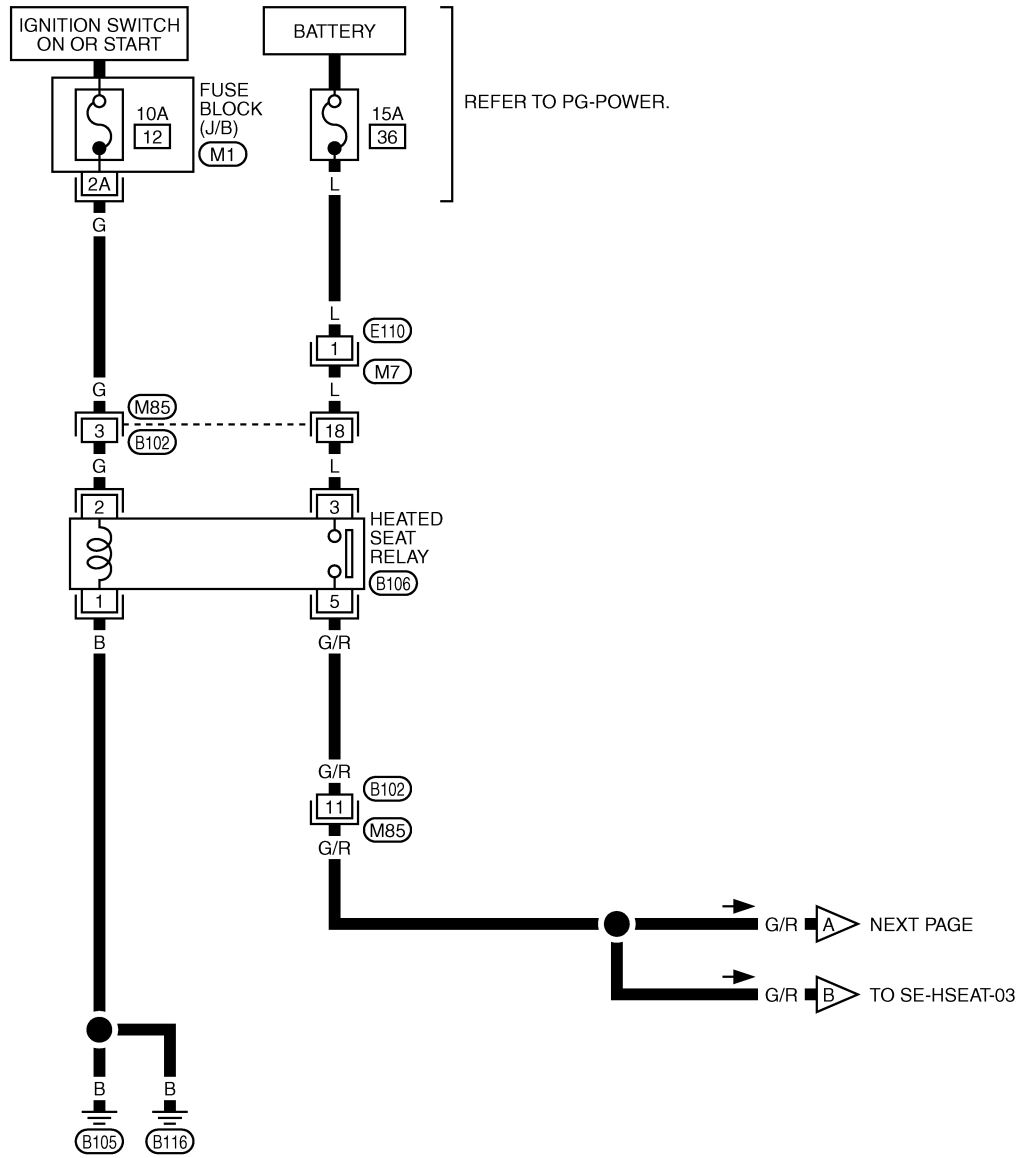 IGNITION SWITCH
ON OR START
BATTERY
REFER TO PG-POWER.
10A
12
FUSE
BLOCK
(J/B)
M1
15A
36
2A
L
G
L
E110
1
M7
G
L
M85
3
18
B102
G
L
2
3
HEATED
SEAT
RELAY
B106
1
5
B
G/R
G/R
B102
11
M85
G/R
G/R
A
NEXT PAGE
G/R
B
TO SE-HSEAT-03
B
B
B105
B116